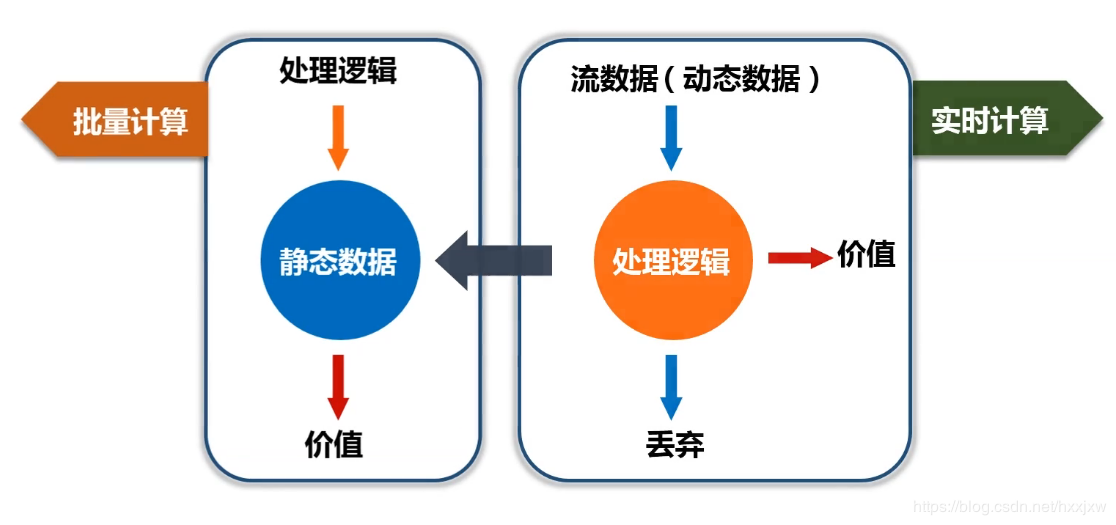 批量计算
处理逻辑
静态数据
价值
流数据（动态数据）
处理逻辑
价值
丢弃
实时计算
https://blog.csdn.net/hxxjxw